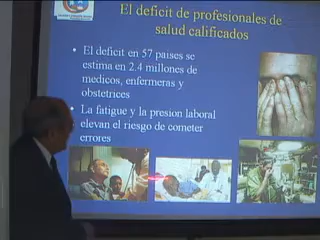 El deficit de profesionales de
salud calificados
• El deficit en 57 paises se
estima en 2.4 millones de
medicos, enfermeras y
obstetrices
• La fatigue y la presion laboral
elevan el riesgo de cometer
errores